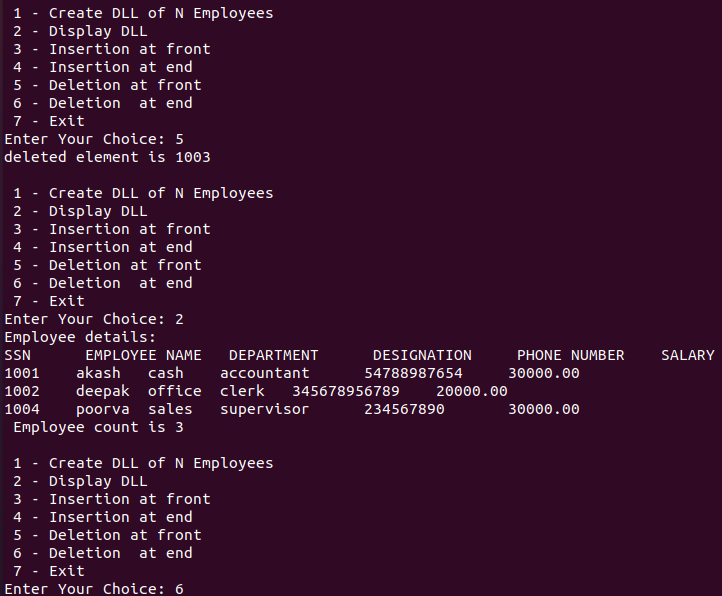 1 - Create DLL of N Employees
2 - Display DLL
3 - Insertion at front
4 - Insertion at end
5 - Deletion at front
6 - Deletion  at end
7 - Exit
Enter Your Choice: 5
deleted element is 1003
1 - Create DLL of N Employees
2 - Display DLL
3 - Insertion at front
4 - Insertion at end
5 - Deletion at front
6 - Deletion  at end
7 - Exit
Enter Your Choice: 2
Employee details:
SSN      EMPLOYEE NAME   DEPARTMENT      DESIGNATION     PHONE NUMBER    SALARY
1001    akash   cash    accountant      54788987654     30000.00
1002    deepak  office  clerk   345678956789    20000.00
1004    poorva  sales   supervisor      234567890       30000.00
Employee count is 3
1 - Create DLL of N Employees
2 - Display DLL
3 - Insertion at front
4 - Insertion at end
5 - Deletion at front
6 - Deletion  at end
7 - Exit
Enter Your Choice: 6